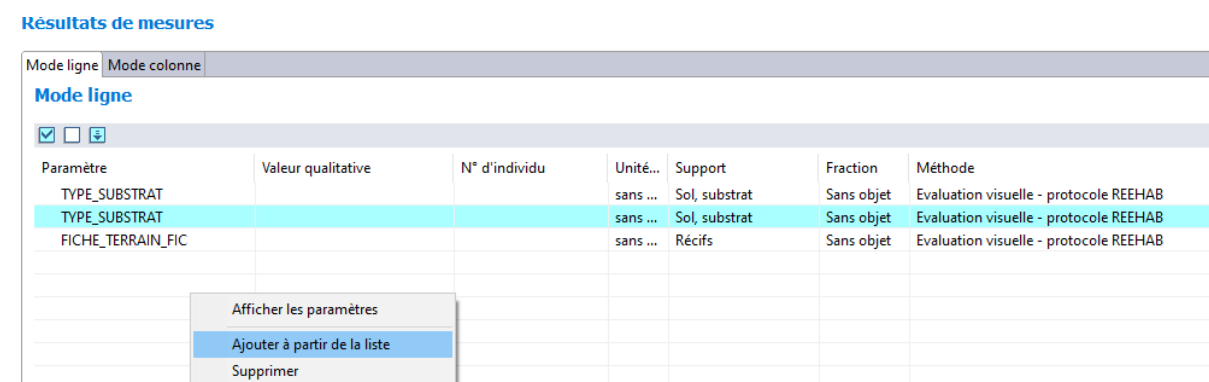 Résultats de mesures
Mode ligne Mode colonne
Mode ligne
Paramètre Valeur qualitative N° d'individu Unité... Support Fraction Méthode
TYPE_SUBSTRAT sans ... Sol, substrat Sans objet Evaluation visuelle - protocole REEHAB
TYPE_SUBSTRAT sans ... Sol, substrat Sans objet Evaluation visuelle - protocole REEHAB
FICHE_TERRAIN_FIC sans ... Récifs Sans objet Evaluation visuelle - protocole REEHAB
Afficher les paramètres
Ajouter à partir de la liste
Supprimer